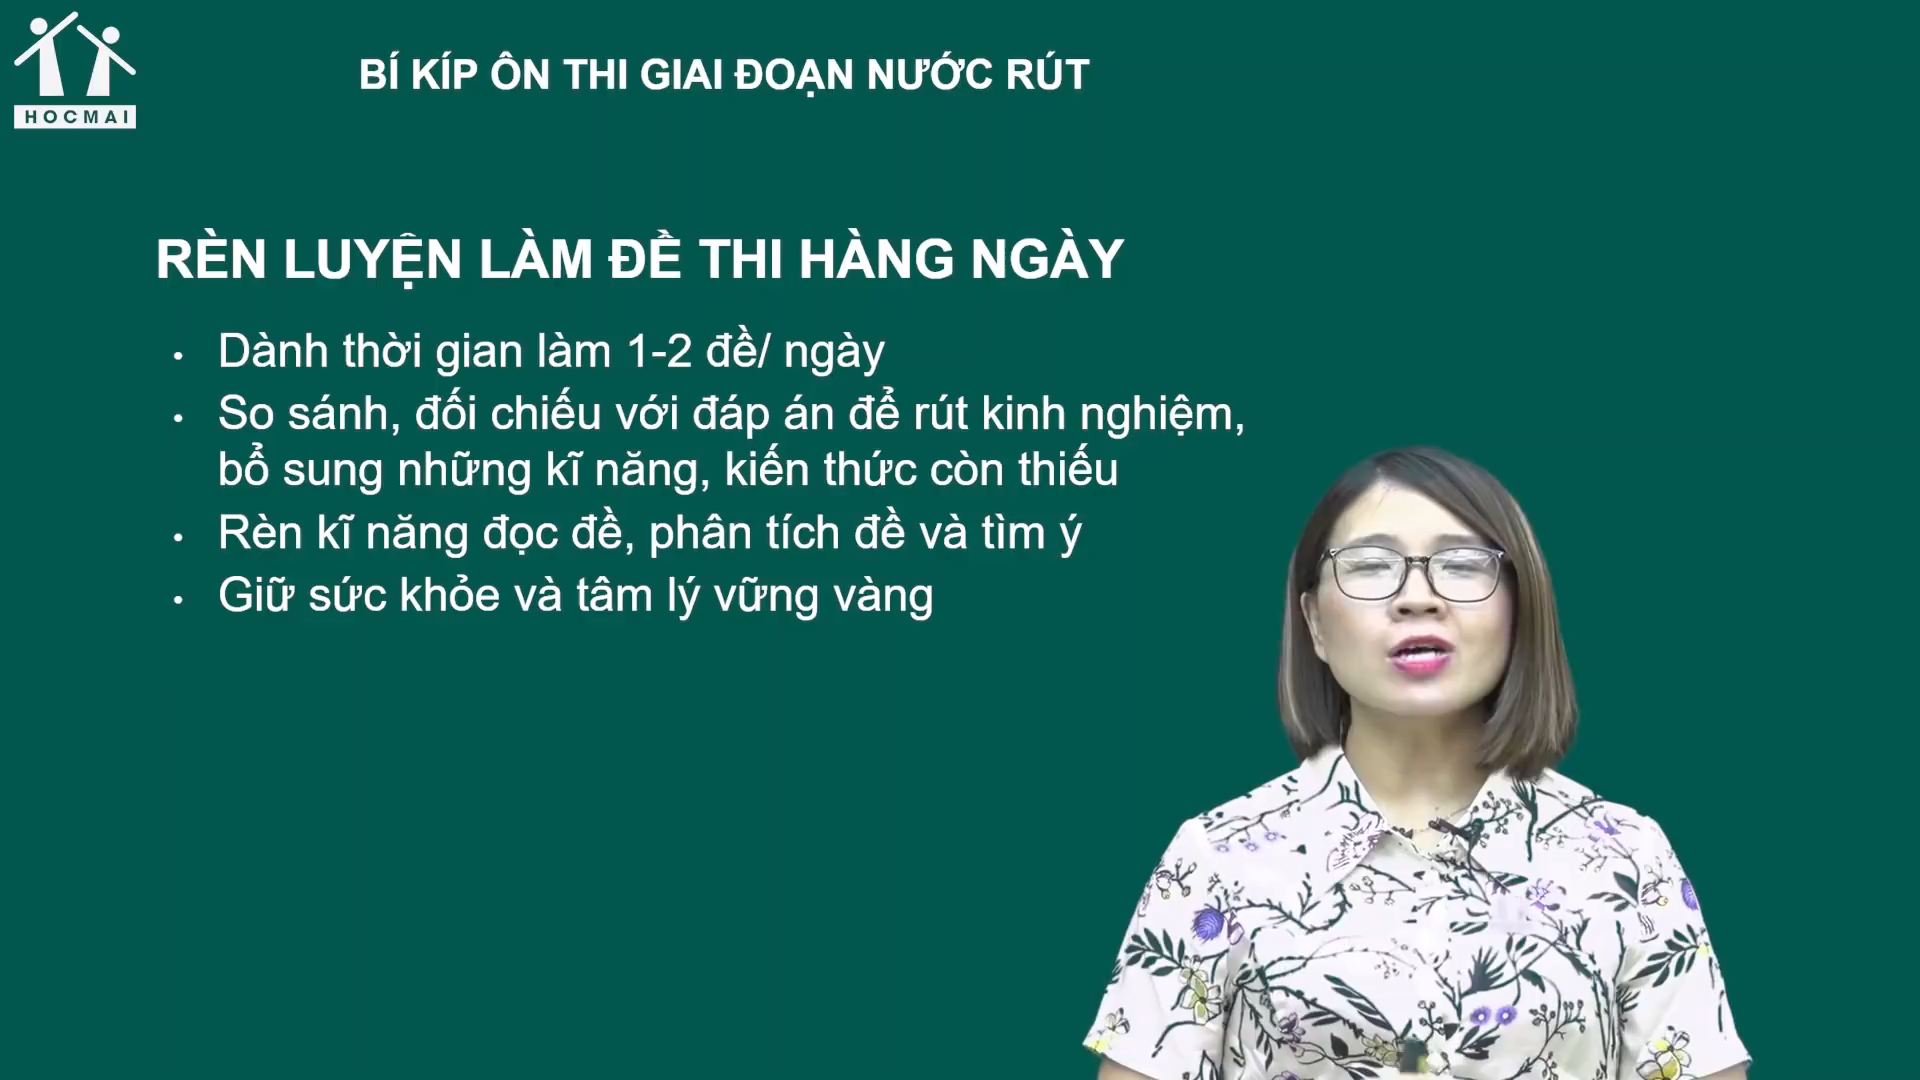 HOCMAI
BÍ KÍP ÔN THI GIAI ĐOẠN NƯỚC RÚT
RÈN LUYỆN LÀM ĐỀ THI HÀNG NGÀY
• Dành thời gian làm 1-2 đề/ ngày
• So sánh, đối chiếu với đáp án để rút kinh nghiệm,
bổ sung những kĩ năng, kiến thức còn thiếu
• Rèn kĩ năng đọc đề, phân tích đề và tìm ý
• Giữ sức khỏe và tâm lý vững vàng